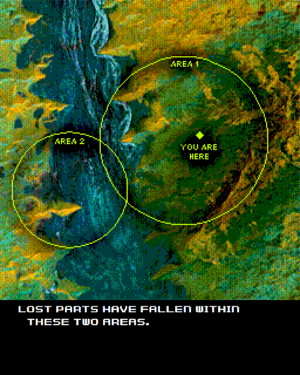 AREA 1
YOU ARE
HERE
AREA 2
LOST PARTS HAVE FALLEN WITHIN
THESE TWO AREAS.